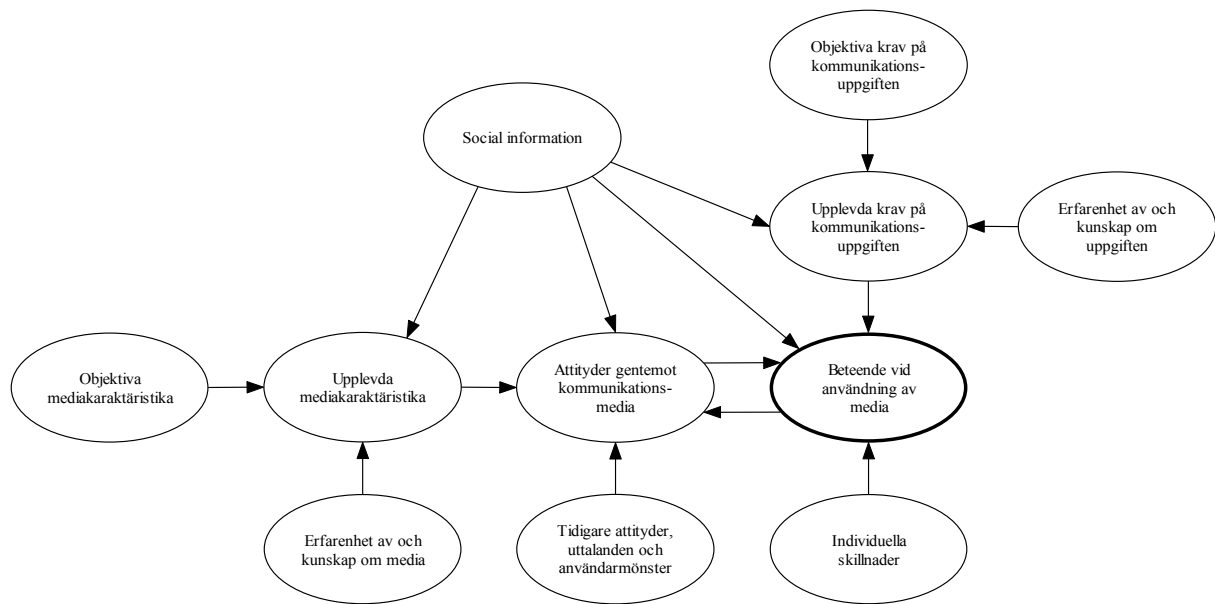 Objektiva krav på
kommunikations-
uppgiften
Social information
Upplevda krav på
kommunikations-
uppgiften
Erfarenhet av och
kunskap om
uppgiften
Objektiva
mediakaraktäristika
Upplevda
mediakaraktäristika
Attityder gentemot
kommunikations-
media
Beteende vid
användning av
media
Erfarenhet av och
kunskap om media
Tidigare attityder,
uttalanden och
användarmönster
Individuella
skillnader